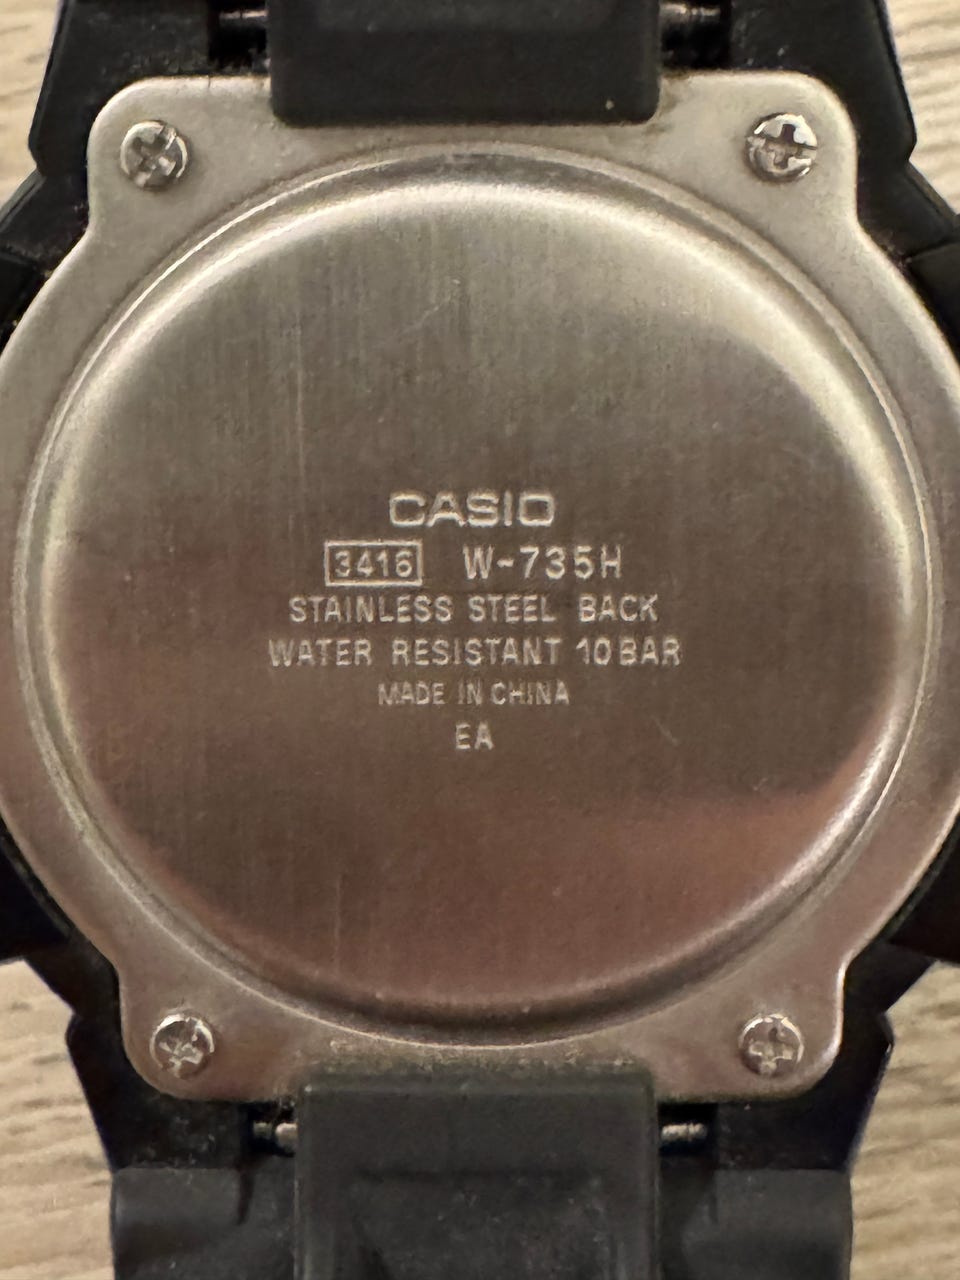 CASIO
3416 W-735H
STAINLESS STEEL BACK
WATER RESISTANT 10BAR
MADE IN CHINA
EA